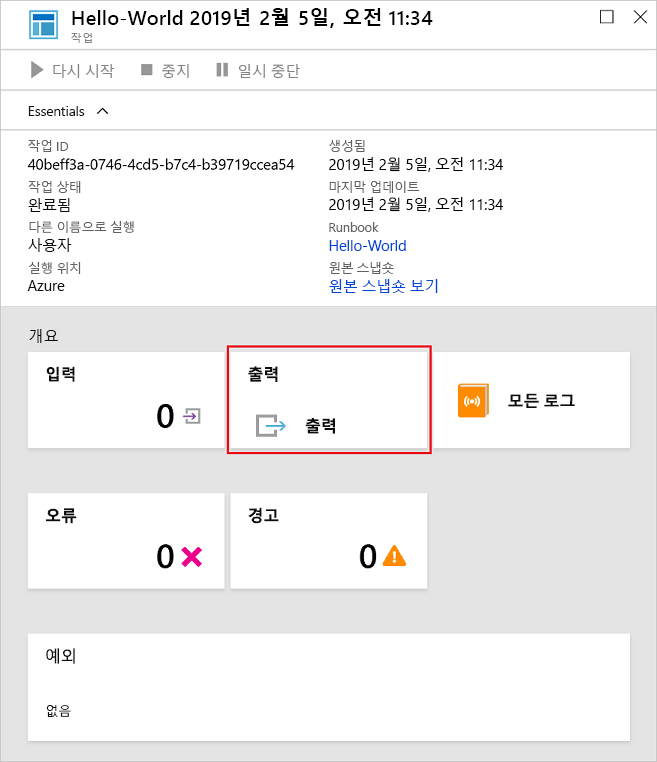 Hello-World 2019년 2월 5일, 오전 11:34
작업
다시 시작 중지 일시 중단
Essentials
작업 ID 생성됨
40beff3a-0746-4cd5-b7c4-b39719ccea54 2019년 2월 5일, 오전 11:34
작업 상태 마지막 업데이트
완료됨 2019년 2월 5일, 오전 11:34
다른 이름으로 실행 Runbook
사용자 Hello-World
실행 위치 원본 스냅숏
Azure 원본 스냅숏 보기
개요
입력 출력
0 출력 모든 로그
오류 경고
0 0
예외
없음